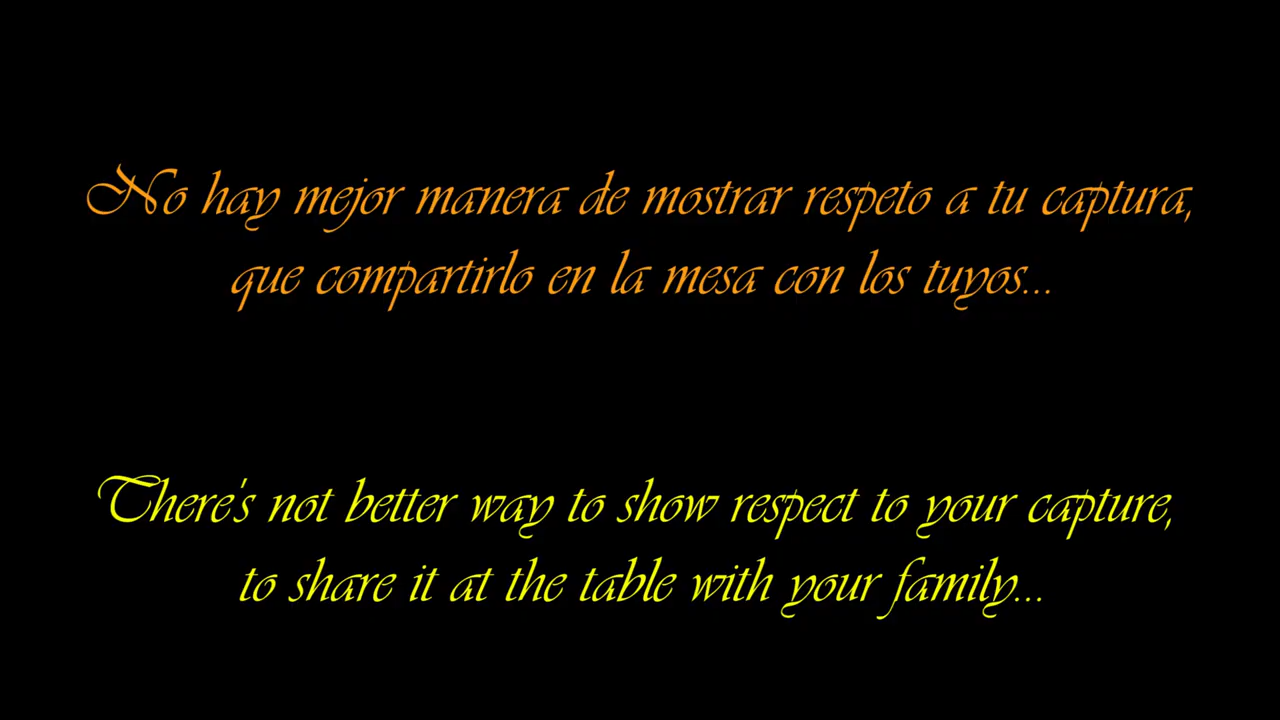 No hay mejor manera de mostrar respeto a tu captura,
que compartirlo en la mesa con los tuyos...
There's not better way to show respect to your capture,
to share it at the table with your family...